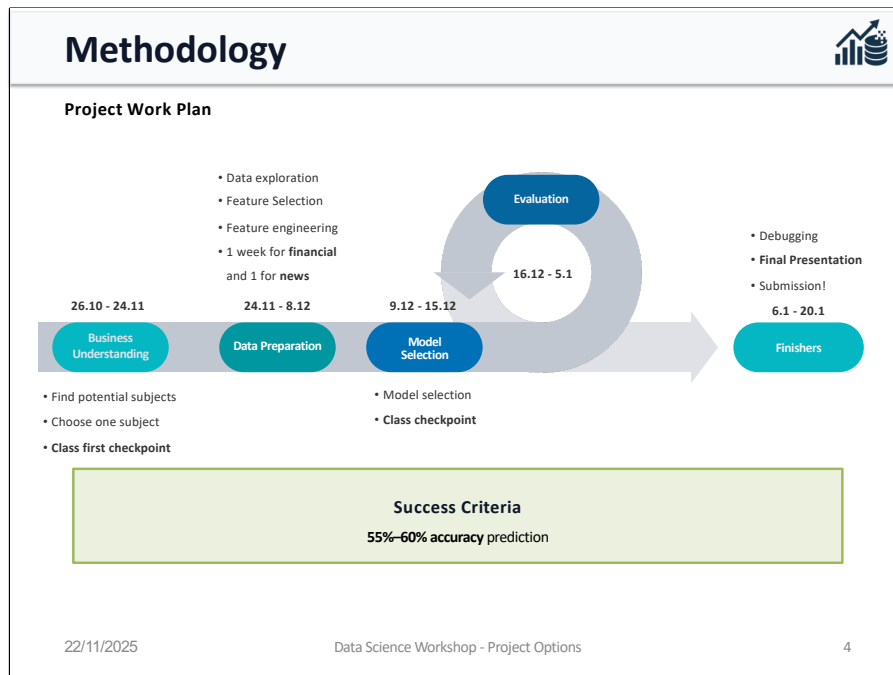 Methodology
Project Work Plan
• Data exploration
• Feature Selection
• Feature engineering
• 1 week for financial
and 1 for news
Evaluation
16.12 - 5.1
• Debugging
• Final Presentation
• Submission!
26.10 - 24.11
24.11 - 8.12
9.12 - 15.12
6.1 - 20.1
Business
Understanding
Data Preparation
Model
Selection
Finishers
• Find potential subjects
• Choose one subject
• Class first checkpoint
• Model selection
• Class checkpoint
Success Criteria
55%–60% accuracy prediction
22/11/2025
Data Science Workshop - Project Options
4